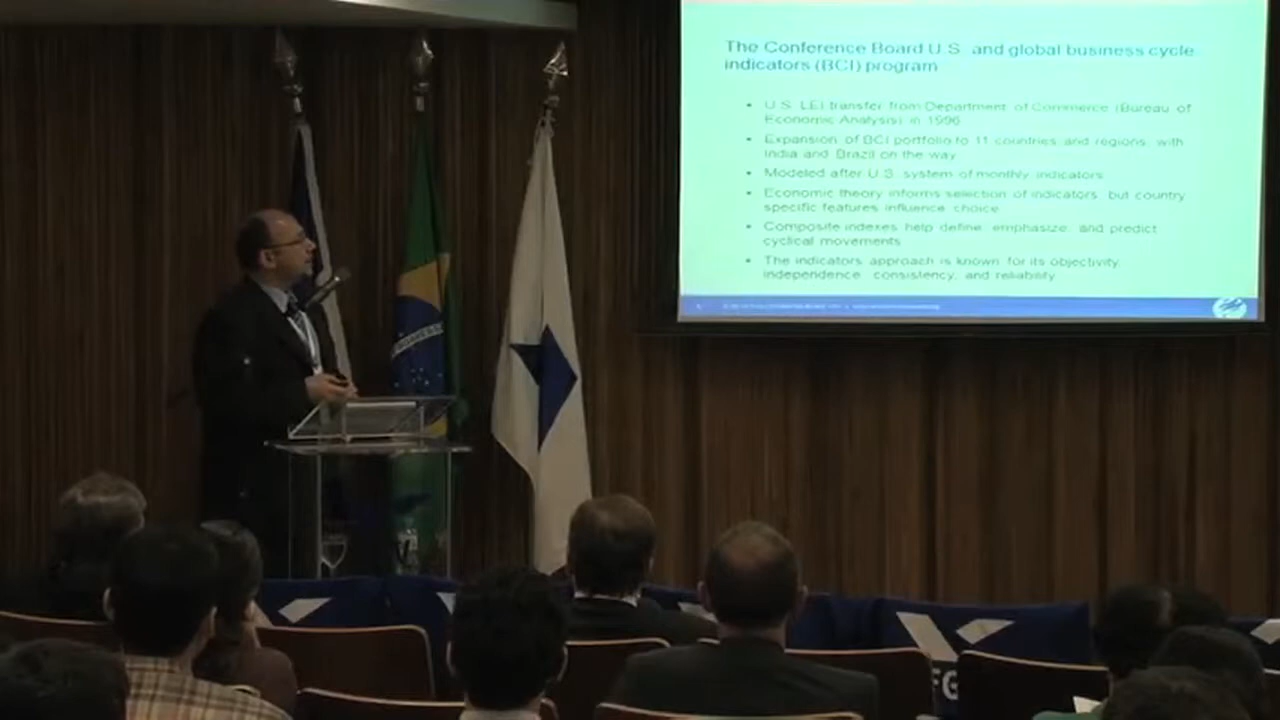 The Conference Board U.S. and global business cycle
indicators (BCI) program
• U.S. LEI transfer from Department of Commerce (Bureau of
Economic Analysis) in 1996
• Expansion of BCI portfolio to 11 countries and regions, with
India and Brazil on the way
• Modeled after U.S. system of monthly indicators
• Economic theory informs selection of indicators, but country
specific features influence choice
• Composite indexes help define, emphasize, and predict
cyclical movements
• The indicators approach is known for its objectivity,
independence, consistency, and reliability
FG